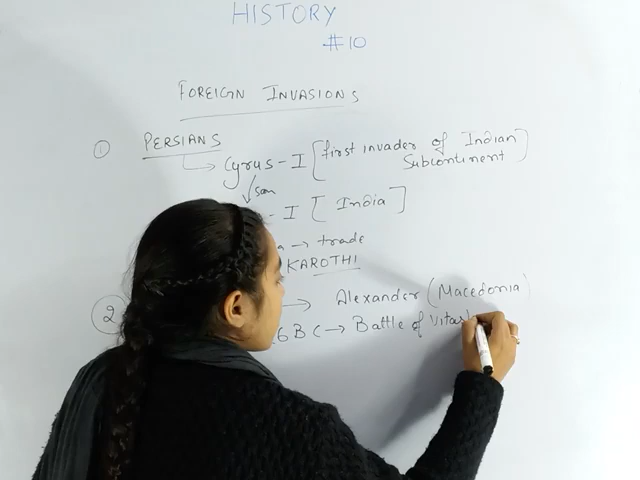 HISTORY
#10
FOREIGN INVASIONS
① PERSIANS
Cyrus - I [first invader of Indian Subcontinent]
son
- I [India]
→ trade
KAROTHI
② → Alexander (Macedonia)
6 BC → Battle of